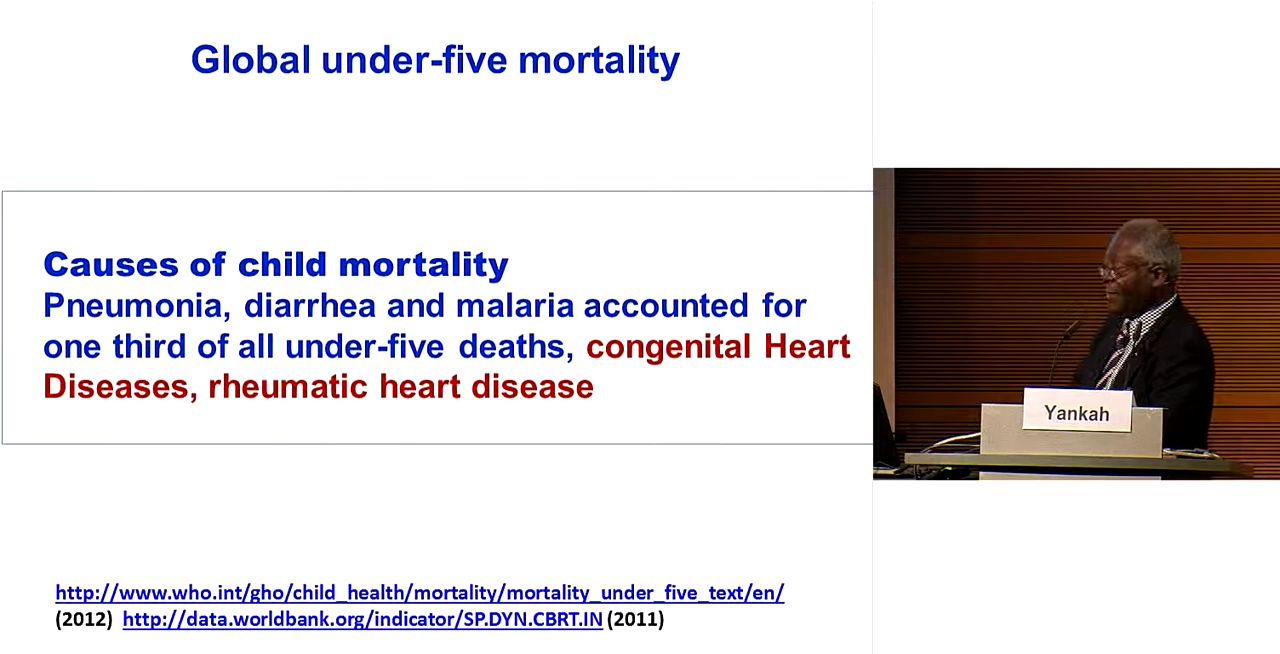 Global under-five mortality
Causes of child mortality
Pneumonia, diarrhea and malaria accounted for
one third of all under-five deaths, congenital Heart
Diseases, rheumatic heart disease
Yankah
http://www.who.int/gho/child_health/mortality/mortality_under_five_text/en/
(2012) http://data.worldbank.org/indicator/SP.DYN.CBRT.IN (2011)